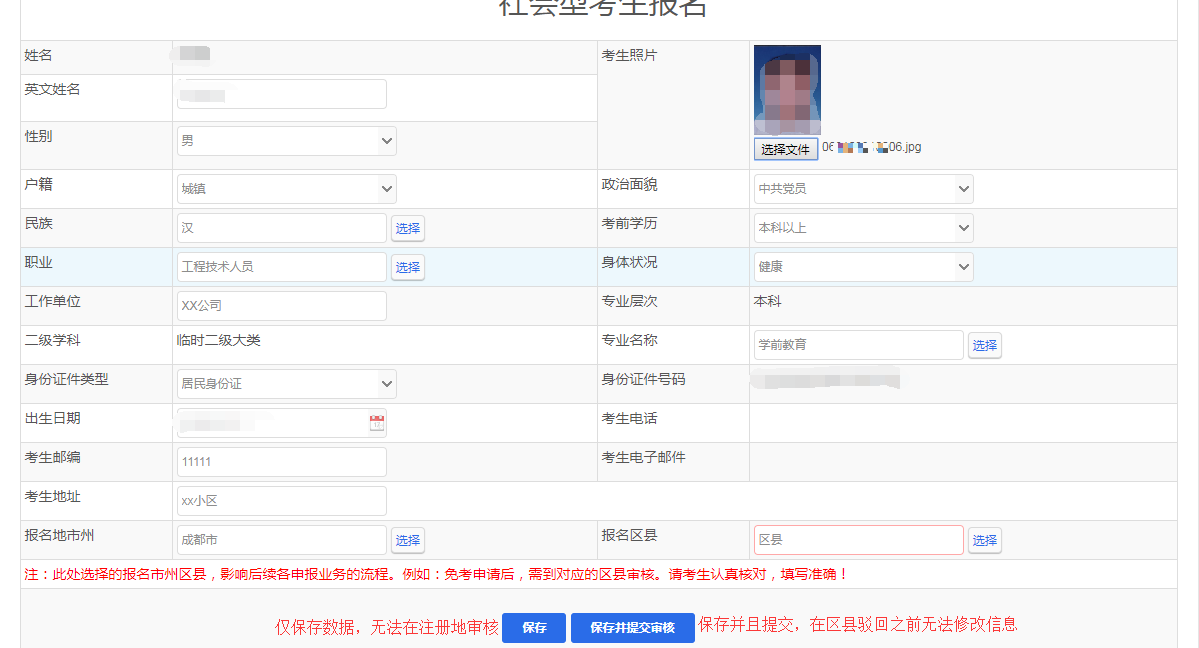 社会型考生报名
姓名 考生照片
英文姓名
性别 男
选择文件 06 06.jpg
户籍 城镇 政治面貌 中共党员
民族 汉 选择 考前学历 本科以上
职业 工程技术人员 选择 身体状况 健康
工作单位 XX公司 专业层次 本科
二级学科 临时二级大类 专业名称 学前教育 选择
身份证件类型 居民身份证 身份证件号码
出生日期 考生电话
考生邮编 11111 考生电子邮件
考生地址 xx小区
报名地市州 成都市 选择 报名区县 区县 选择
注：此处选择的报名市州区县，影响后续各申报业务的流程。例如：免考申请后，需到对应的区县审核。请考生认真核对，填写准确！
仅保存数据，无法在注册地审核 保存 保存并提交审核 保存并且提交，在区县驳回之前无法修改信息